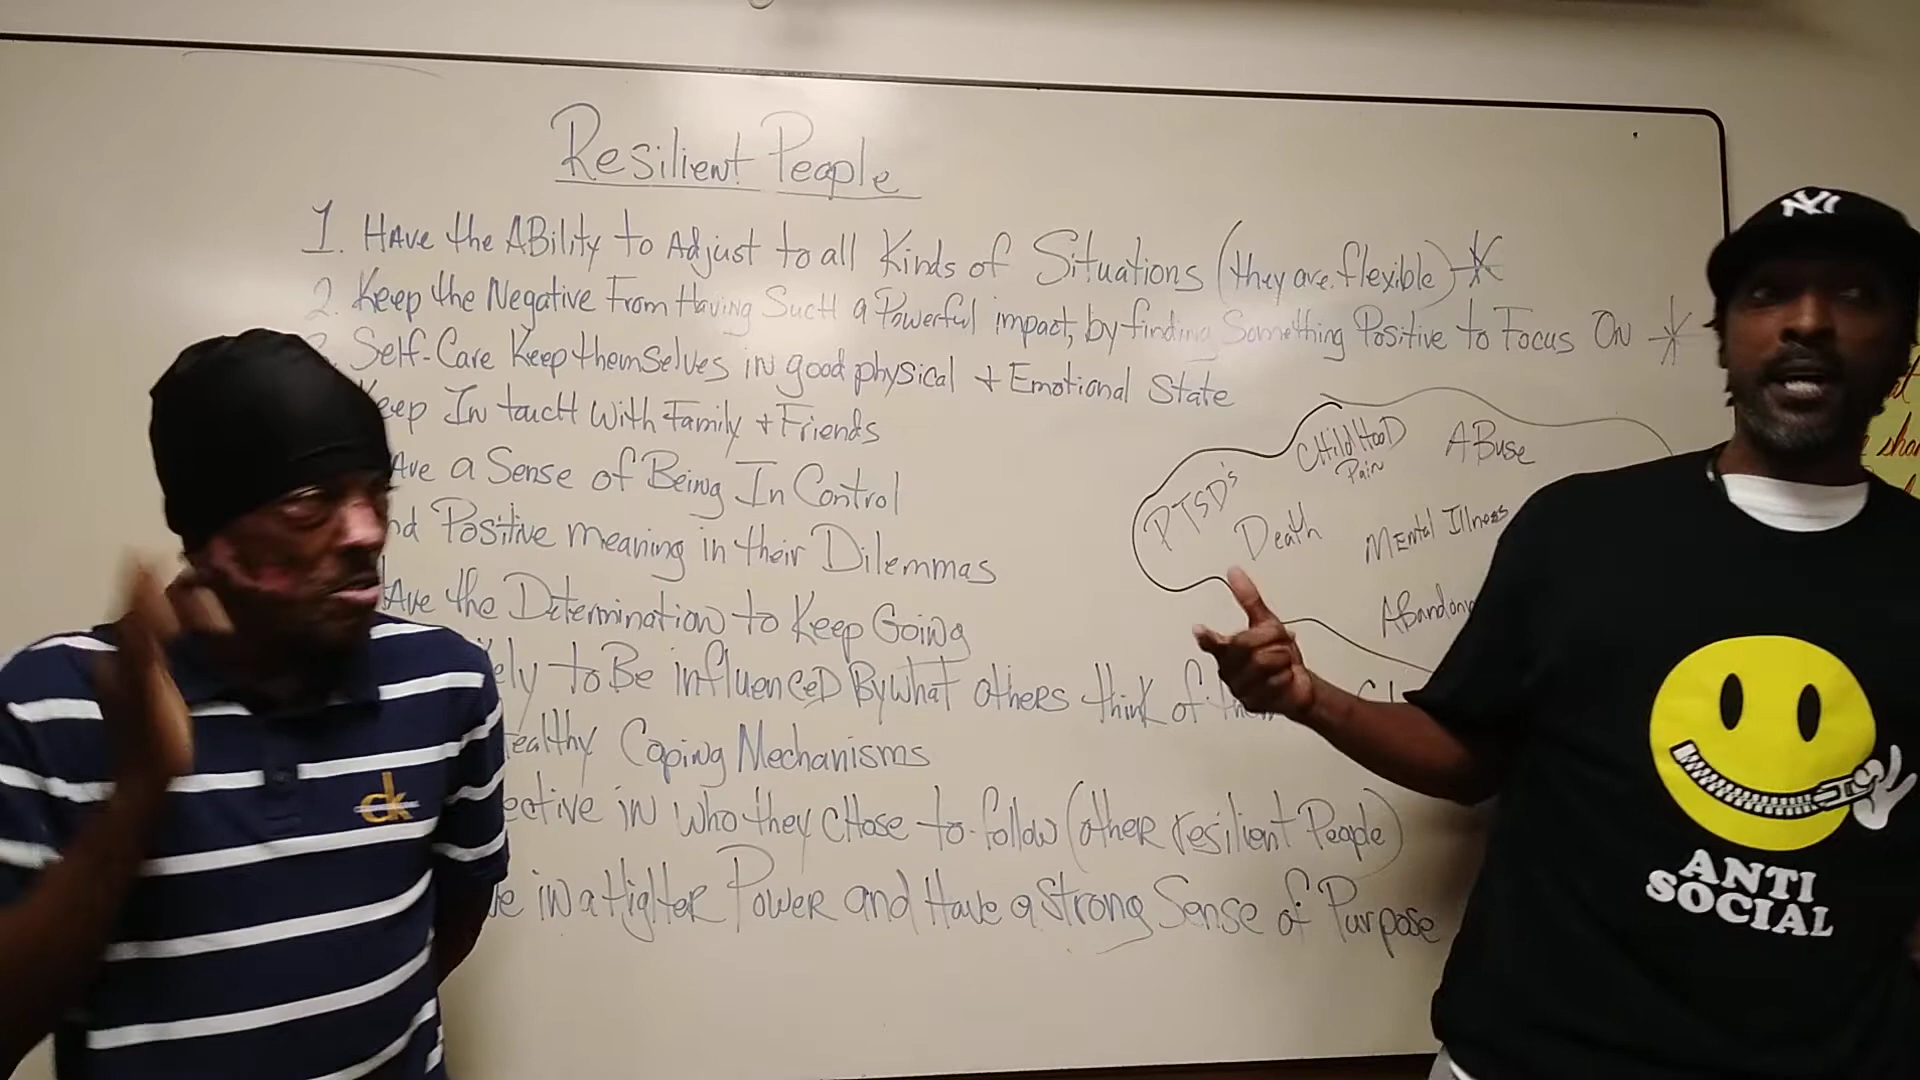 Resilient People
1. HAve the ABility to Adjust to all Kinds of Situations (they are flexible) *
2. Keep the Negative From Having SucH a Powerful impact, by finding Something Positive to Focus ON *
Self-Care Keep themselves in good physical + Emotional State
eep In toucH With Family + Friends
Ave a Sense of Being In Control
nd Positive meaning in their Dilemmas
Ave the Determination to Keep Going
ely to Be influenceD By wHat others think of
Healthy Coping Mechanisms
ective in who they cHose to follow (other resilient People)
in a HigHer Power and Have a Strong Sense of Purpose
CHildHooD
Pain
ABuse
PTSD's
Death
Mental Illness
ABandon
NY
ck
ANTI
SOCIAL